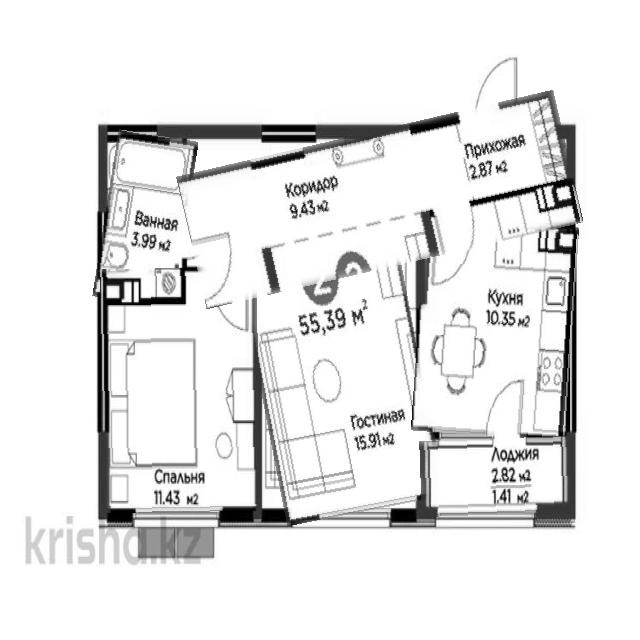 Прихожая
2.87 м2
Коридор
9.43 м2
Ванная
3.99 м2
55,39 м²
Кухня
10.35 м2
Гостиная
15.91 м2
Спальня
11.43 м2
Лоджия
2.82 м2
1.41 м2
krisha.kz